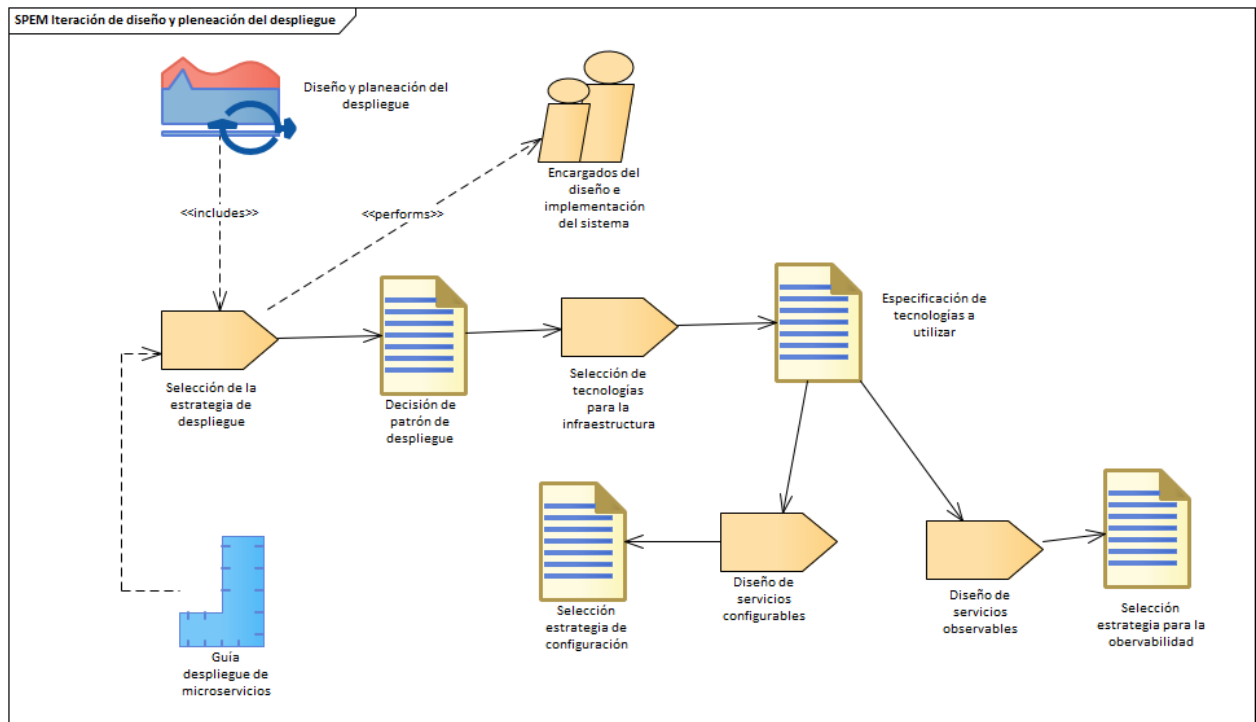 SPEM Iteración de diseño y pleneación del despliegue
Diseño y planeación del
despliegue
Encargados del
diseño e
implementación
del sistema
<<includes>>
<<performs>>
Especificación de
tecnologías a
utilizar
Selección de la
estrategia de
despliegue
Decisión de
patrón de
despliegue
Selección de
tecnologías
para la
infraestructura
Guía
despliegue de
microservicios
Selección
estrategia de
configuración
Diseño de
servicios
configurables
Diseño de
servicios
observables
Selección
estrategia para la
obervabilidad